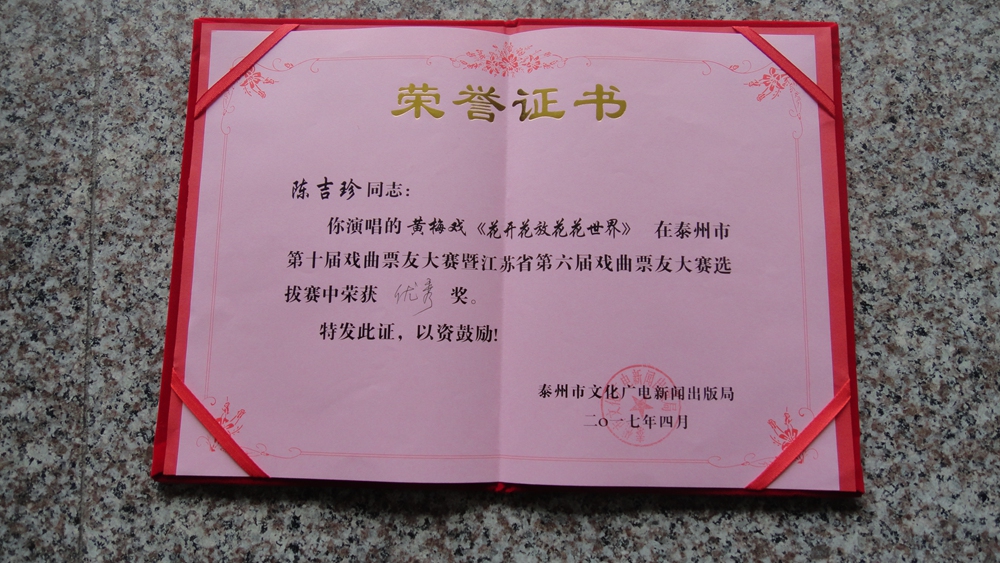 荣誉证书
陈吉珍同志：
你演唱的 黄梅戏《花开花放花花世界》 在泰州市
第十届戏曲票友大赛暨江苏省第六届戏曲票友大赛选
拔赛中荣获 优秀 奖。
特发此证，以资鼓励！
泰州市文化广电新闻出版局
二〇一七年四月